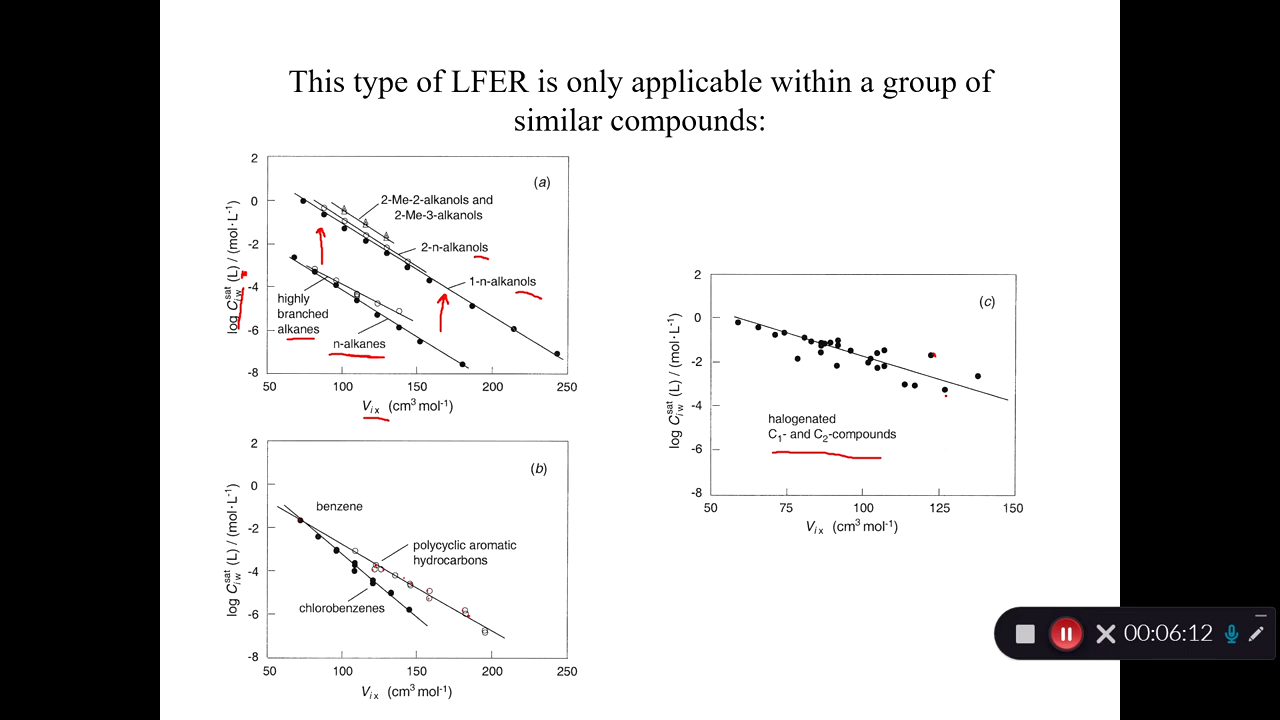 This type of LFER is only applicable within a group of
similar compounds:
2
0
-2
-4
-6
-8
log C sat iw (L) / (mol·L-1)
(a)
2-Me-2-alkanols and
2-Me-3-alkanols
2-n-alkanols
1-n-alkanols
highly
branched
alkanes
n-alkanes
50
100
150
200
250
Vix (cm3 mol-1)
2
0
-2
-4
-6
-8
log C sat iw (L) / (mol·L-1)
(b)
benzene
polycyclic aromatic
hydrocarbons
chlorobenzenes
50
100
150
200
250
Vix (cm3 mol-1)
2
0
-2
-4
-6
-8
log C sat iw (L) / (mol·L-1)
(c)
halogenated
C1- and C2-compounds
50
75
100
125
150
Vix (cm3 mol-1)
00:06:12